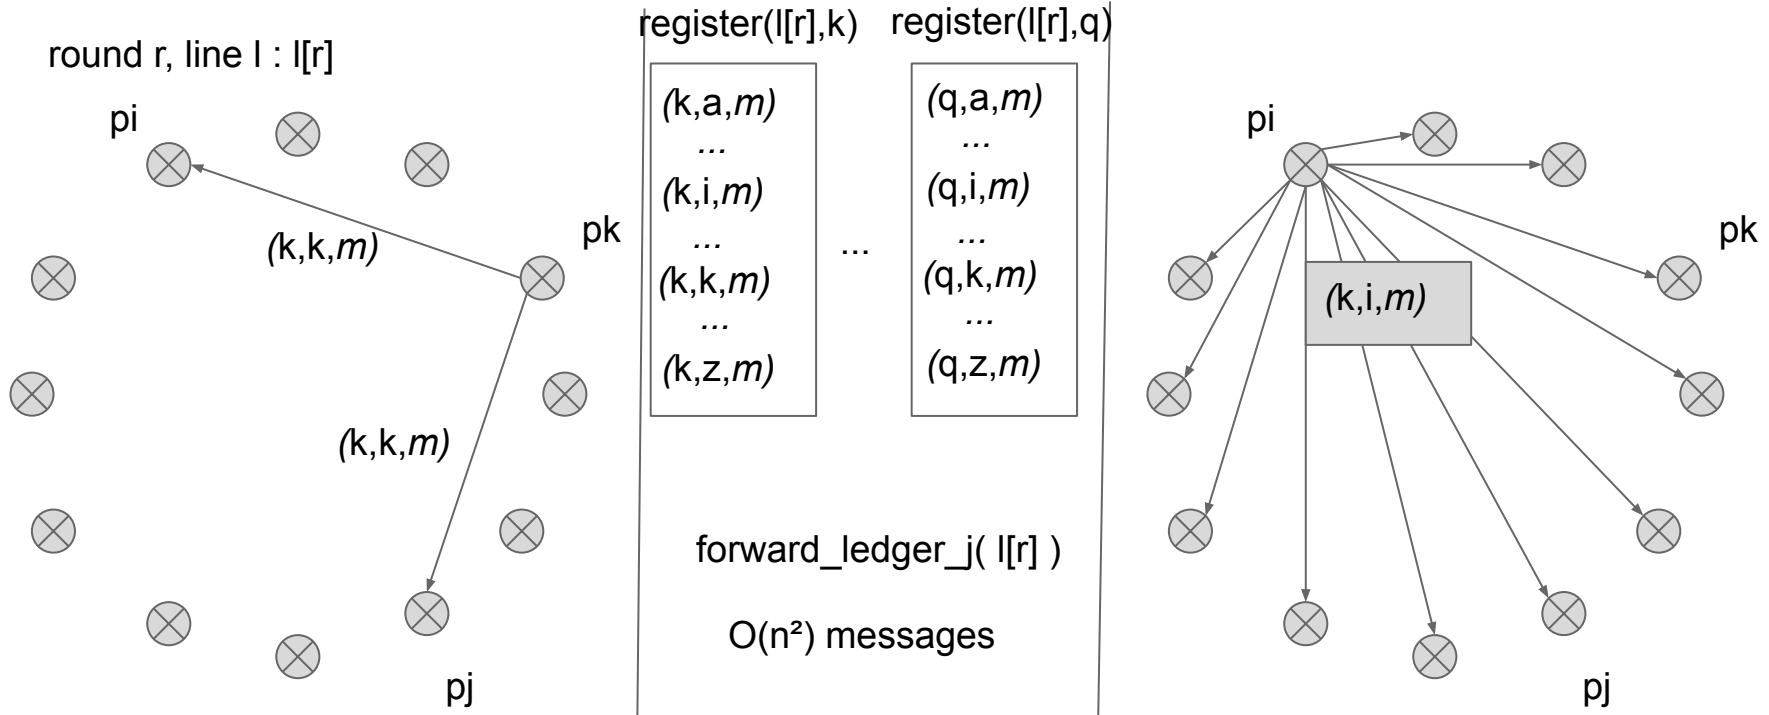 round r, line l : l[r]
pi
pk
(k,k,m)
(k,k,m)
pj
register(l[r],k)
register(l[r],q)
(k,a,m)
...
(k,i,m)
...
(k,k,m)
...
(k,z,m)
...
(q,a,m)
...
(q,i,m)
...
(q,k,m)
...
(q,z,m)
forward_ledger_j( l[r] )
O(n²) messages
pi
pk
(k,i,m)
pj